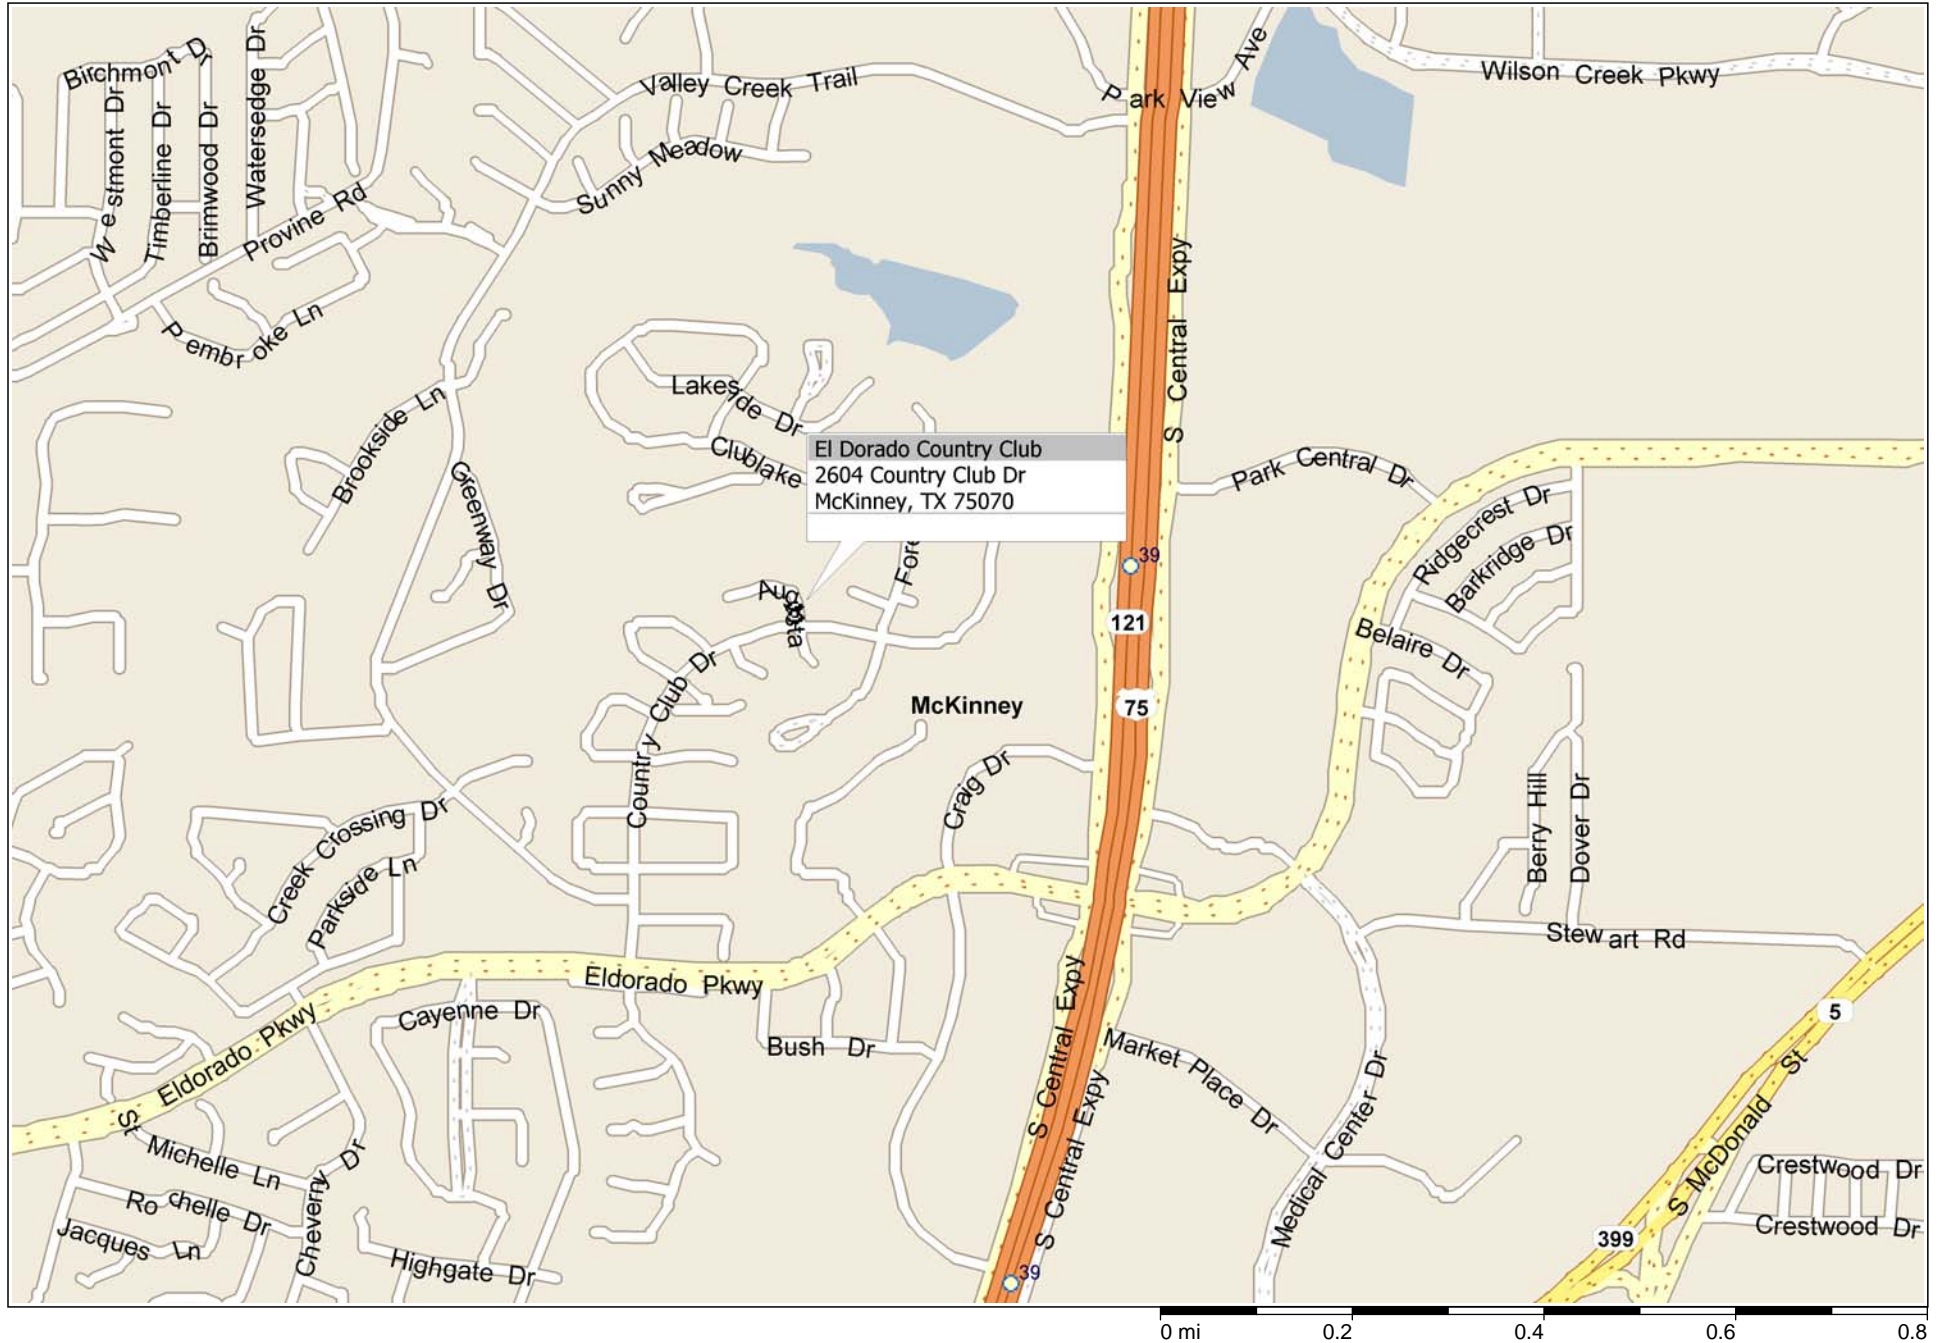 Birchmont Dr
Westmont Dr
Timberline Dr
Brimwood Dr
Watersedge Dr
Provine Rd
Pembroke Ln
Valley Creek Trail
Sunny Meadow
Park View Ave
Wilson Creek Pkwy
S Central Expy
Brookside Ln
Greenway Dr
Lakeside Dr
Clublake
El Dorado Country Club
2604 Country Club Dr
McKinney, TX 75070
Park Central Dr
Ridgecrest Dr
Barkridge Dr
Belaire Dr
39
121
75
Augusta
Fore
Country Club Dr
McKinney
Craig Dr
Berry Hill
Dover Dr
Creek Crossing Dr
Parkside Ln
Stewart Rd
Eldorado Pkwy
Eldorado Pkwy
Cayenne Dr
Bush Dr
S Central Expy
S Central Expy
Market Place Dr
Medical Center Dr
5
S McDonald St
399
Crestwood Dr
Crestwood Dr
St Michelle Ln
Rochelle Dr
Jacques Ln
Cheverry Dr
Highgate Dr
39
0 mi 0.2 0.4 0.6 0.8